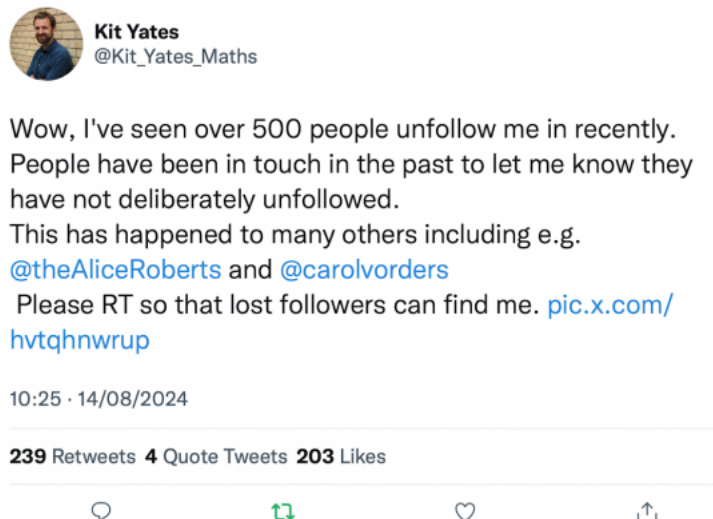 Kit Yates
@Kit_Yates_Maths
Wow, I've seen over 500 people unfollow me in recently.
People have been in touch in the past to let me know they
have not deliberately unfollowed.
This has happened to many others including e.g.
@theAliceRoberts and @carolvorders
Please RT so that lost followers can find me. pic.x.com/
hvtqhnwrup
10:25 · 14/08/2024
239 Retweets 4 Quote Tweets 203 Likes